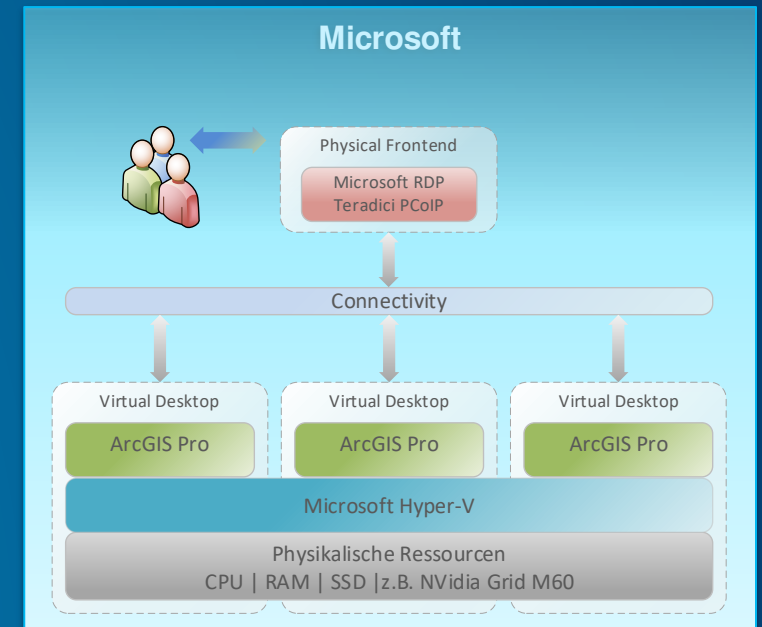 Microsoft
Physical Frontend
Microsoft RDP
Teradici PCoIP
Connectivity
Virtual Desktop
Virtual Desktop
Virtual Desktop
ArcGIS Pro
ArcGIS Pro
ArcGIS Pro
Microsoft Hyper-V
Physikalische Ressourcen
CPU | RAM | SSD |z.B. NVidia Grid M60